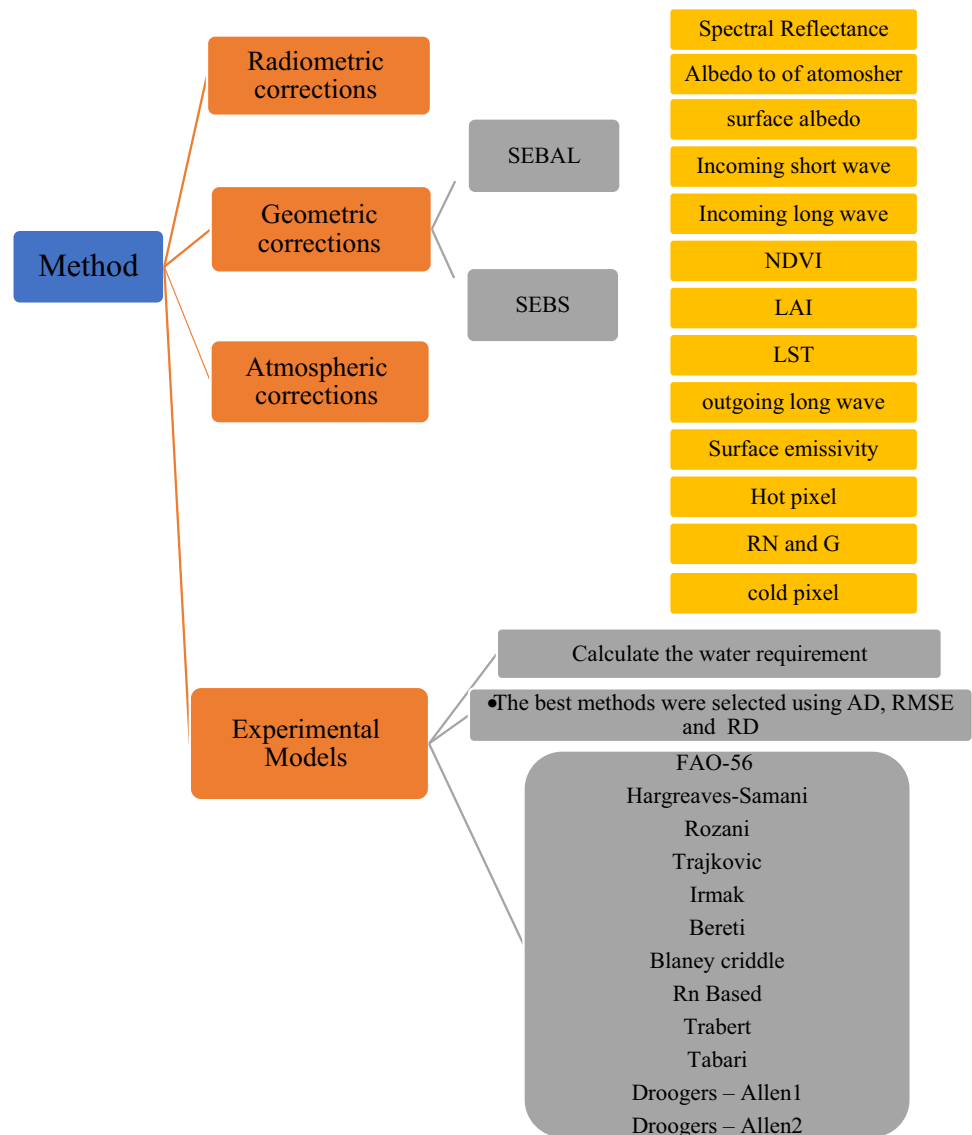 Method
Radiometric
corrections
Geometric
corrections
Atmospheric
corrections
Experimental
Models
SEBAL
SEBS
Spectral Reflectance
Albedo to of atomosher
surface albedo
Incoming short wave
Incoming long wave
NDVI
LAI
LST
outgoing long wave
Surface emissivity
Hot pixel
RN and G
cold pixel
Calculate the water requirement
•The best methods were selected using AD, RMSE
and RD
FAO-56
Hargreaves-Samani
Rozani
Trajkovic
Irmak
Bereti
Blaney criddle
Rn Based
Trabert
Tabari
Droogers – Allen1
Droogers – Allen2